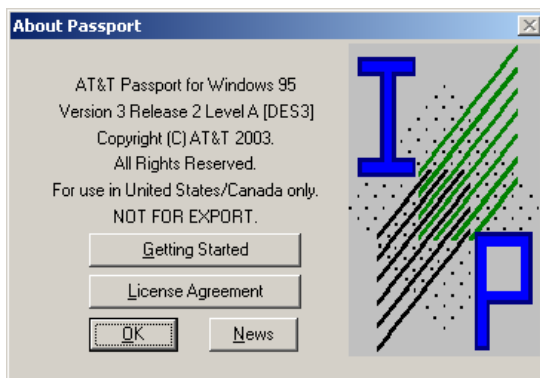 About Passport
AT&T Passport for Windows 95
Version 3 Release 2 Level A [DES3]
Copyright (C) AT&T 2003.
All Rights Reserved.
For use in United States/Canada only.
NOT FOR EXPORT.
Getting Started
License Agreement
OK
News
I
P